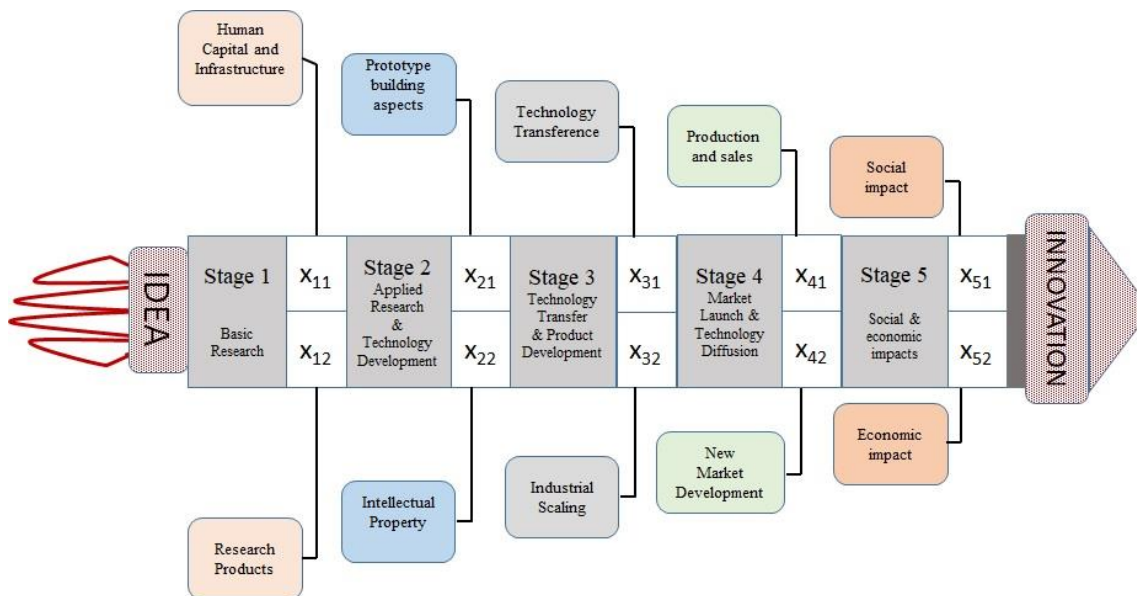 Human
Capital and
Infrastructure
Prototype
building
aspects
Technology
Transference
Production
and sales
Social
impact
IDEA
Stage 1
Basic
Research
X11
X12
Stage 2
Applied
Research
&
Technology
Development
X21
X22
Stage 3
Technology
Transfer
& Product
Development
X31
X32
Stage 4
Market
Launch &
Technology
Diffusion
X41
X42
Stage 5
Social &
economic
impacts
X51
X52
INNOVATION
Research
Products
Intellectual
Property
Industrial
Scaling
New
Market
Development
Economic
impact